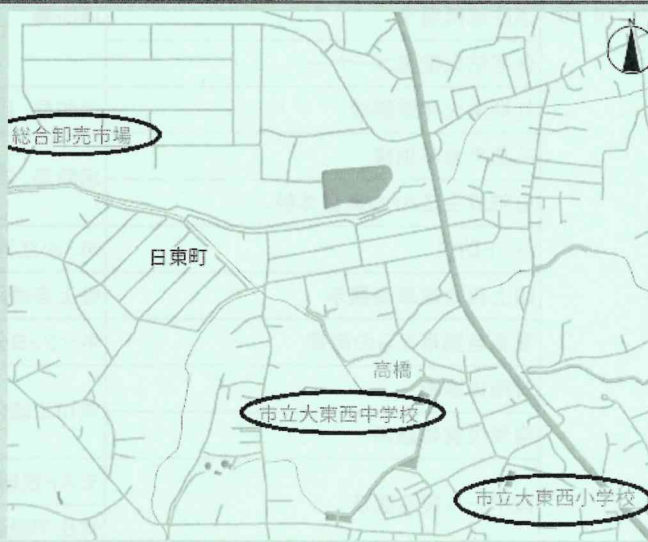 N
総合卸売市場
日東町
高橋
市立大東西中学校
市立大東西小学校